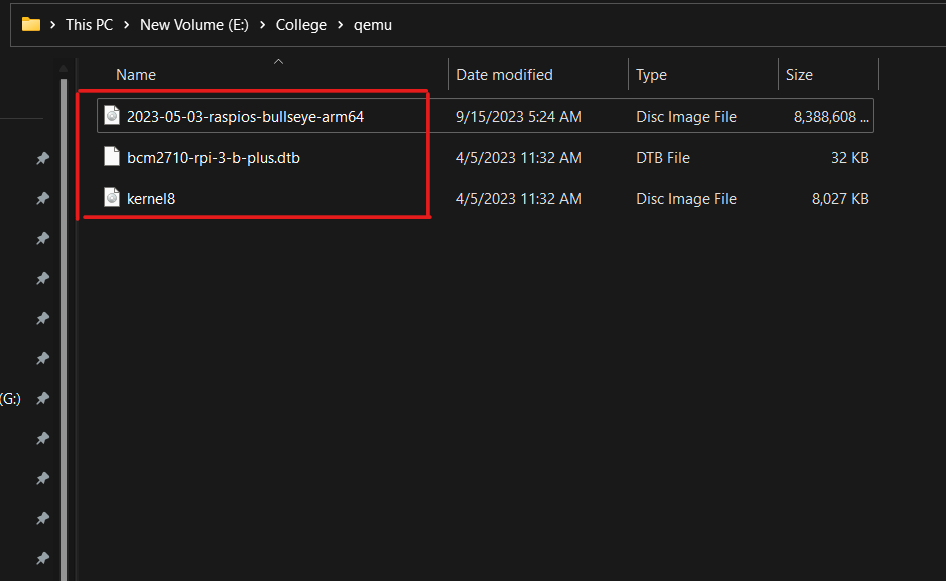 This PC > New Volume (E:) > College > qemu
Name Date modified Type Size
2023-05-03-raspios-bullseye-arm64 9/15/2023 5:24 AM Disc Image File 8,388,608 ...
bcm2710-rpi-3-b-plus.dtb 4/5/2023 11:32 AM DTB File 32 KB
kernel8 4/5/2023 11:32 AM Disc Image File 8,027 KB
(G:)